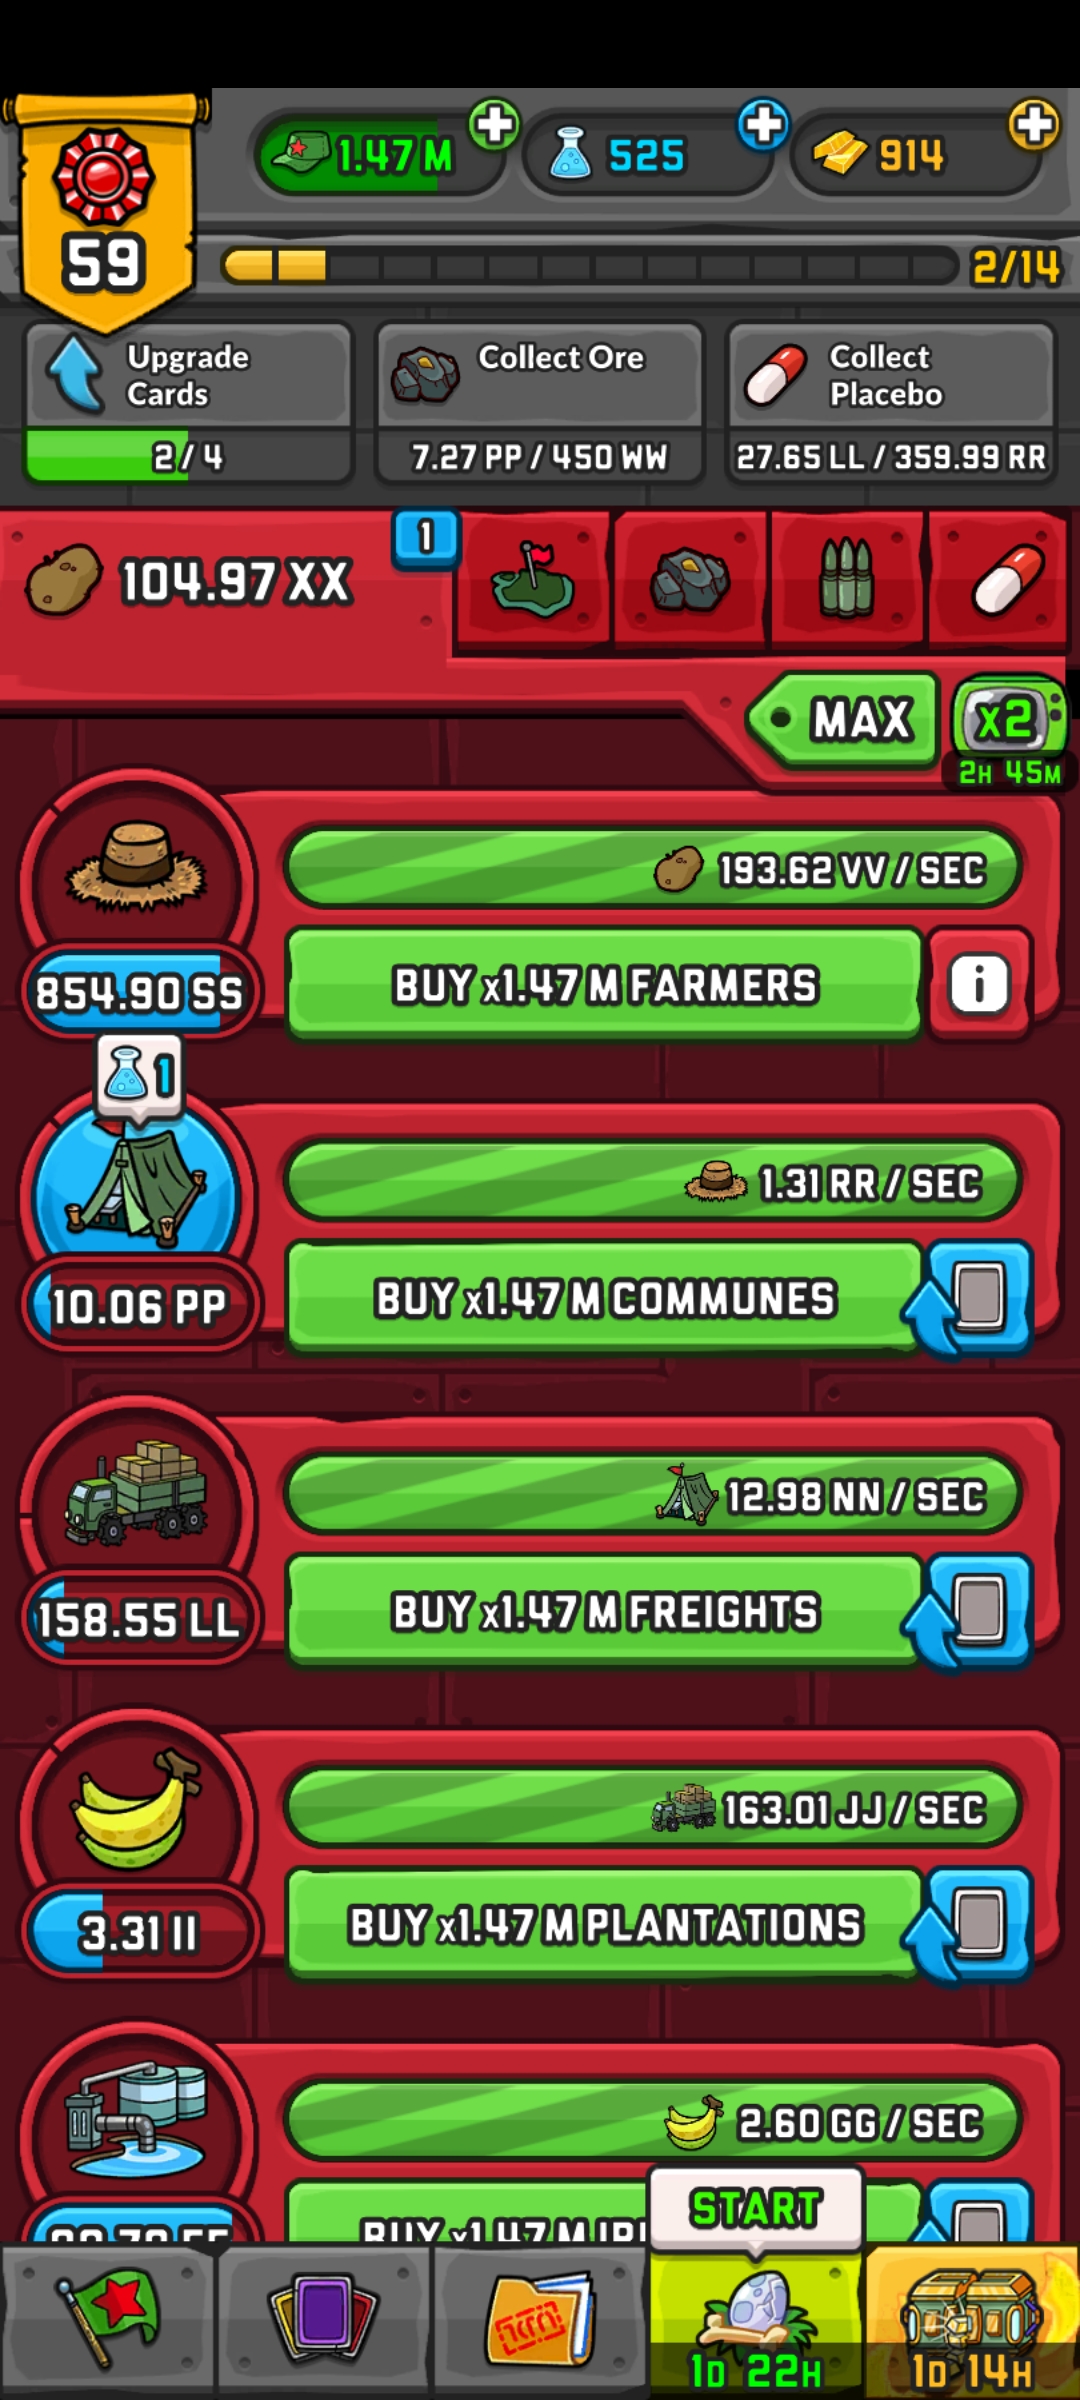 1.47 M
525
914
59
2/14
Upgrade
Cards
2/4
Collect Ore
7.27 PP / 450 WW
Collect
Placebo
27.65 LL / 359.99 RR
104.97 XX
1
MAX
x2
2H 45M
193.62 VV / SEC
854.90 SS
BUY x1.47 M FARMERS
i
1
1.31 RR / SEC
10.06 PP
BUY x1.47 M COMMUNES
12.98 NN / SEC
158.55 LL
BUY x1.47 M FREIGHTS
163.01 JJ / SEC
3.31 II
BUY x1.47 M PLANTATIONS
2.60 GG / SEC
BUY x1.47 M
START
1D 22H
1D 14H